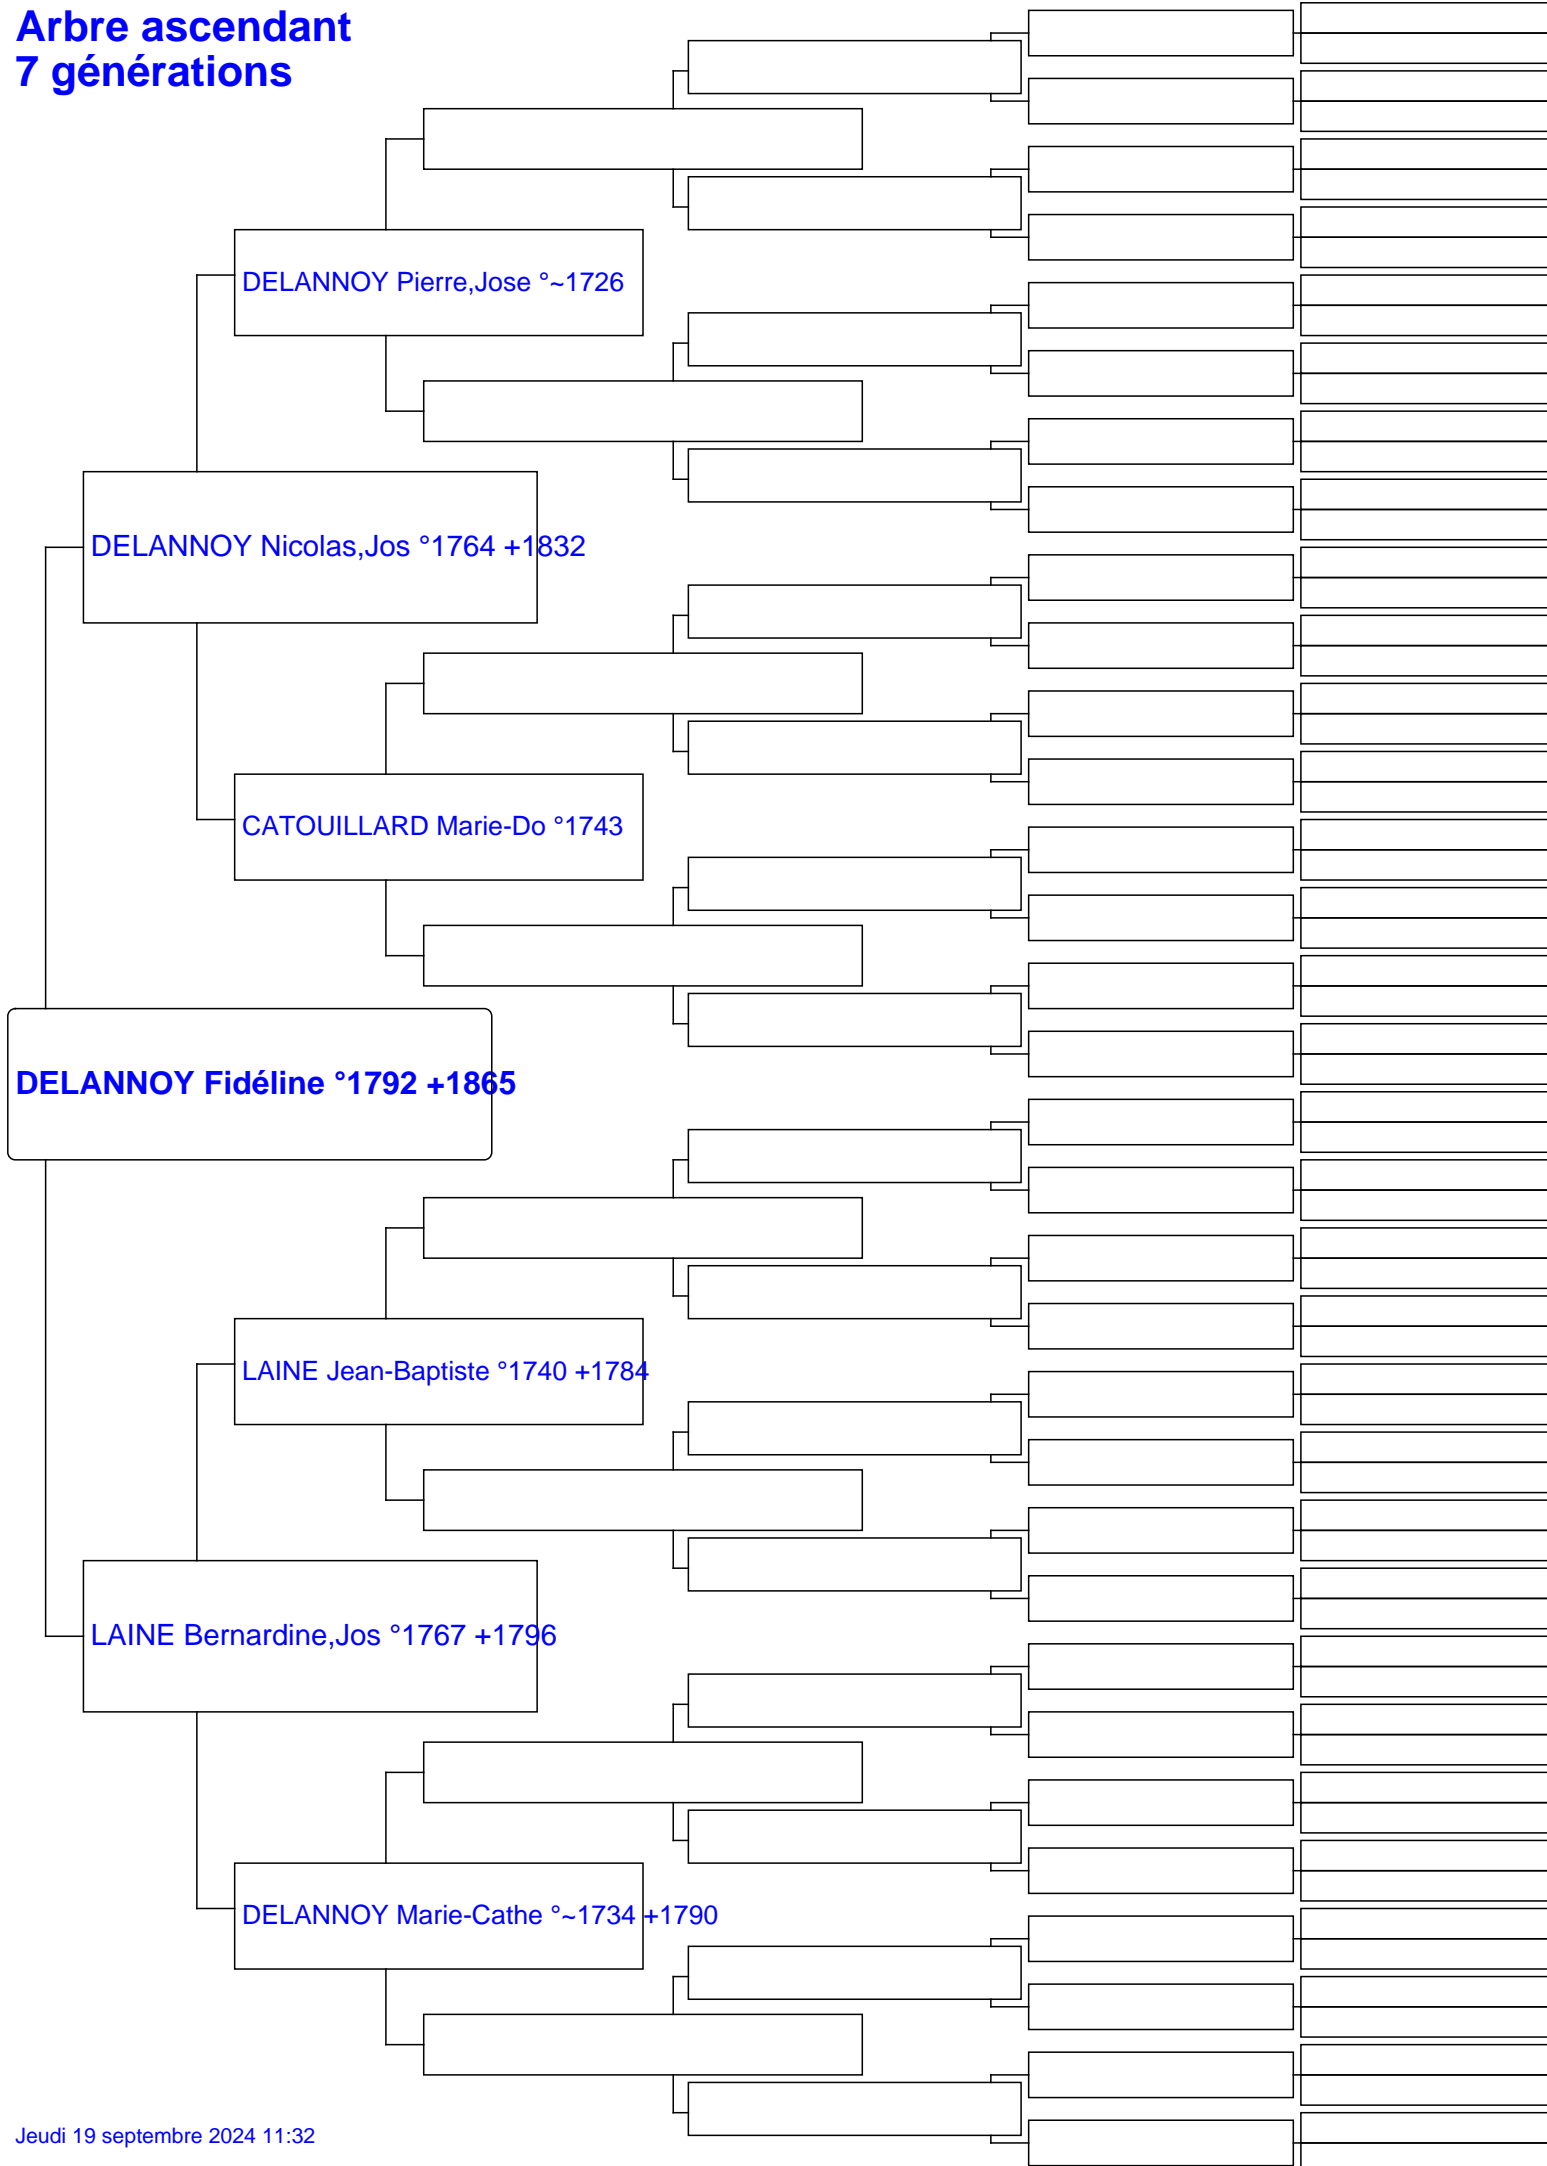 Arbre ascendant
7 générations
DELANNOY Pierre,Jose °~1726
DELANNOY Nicolas,Jos °1764 +1832
CATOUILLARD Marie-Do °1743
DELANNOY Fidéline °1792 +1865
LAINE Jean-Baptiste °1740 +1784
LAINE Bernardine,Jos °1767 +1796
DELANNOY Marie-Cathe °~1734 +1790
Jeudi 19 septembre 2024 11:32